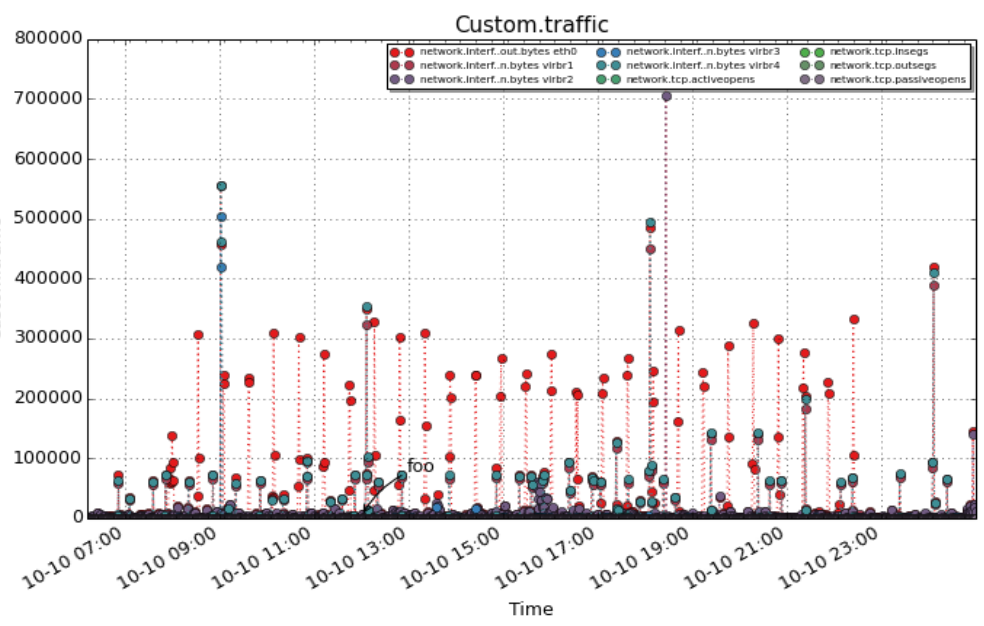 Custom.traffic
800000
700000
600000
500000
400000
300000
200000
100000
0
network.interf..out.bytes eth0
network.interf..n.bytes virbr1
network.interf..n.bytes virbr2
network.interf..n.bytes virbr3
network.interf..n.bytes virbr4
network.tcp.activeopens
network.tcp.insegs
network.tcp.outsegs
network.tcp.passiveopens
foo
10-10 07:00
10-10 09:00
10-10 11:00
10-10 13:00
10-10 15:00
10-10 17:00
10-10 19:00
10-10 21:00
10-10 23:00
Time